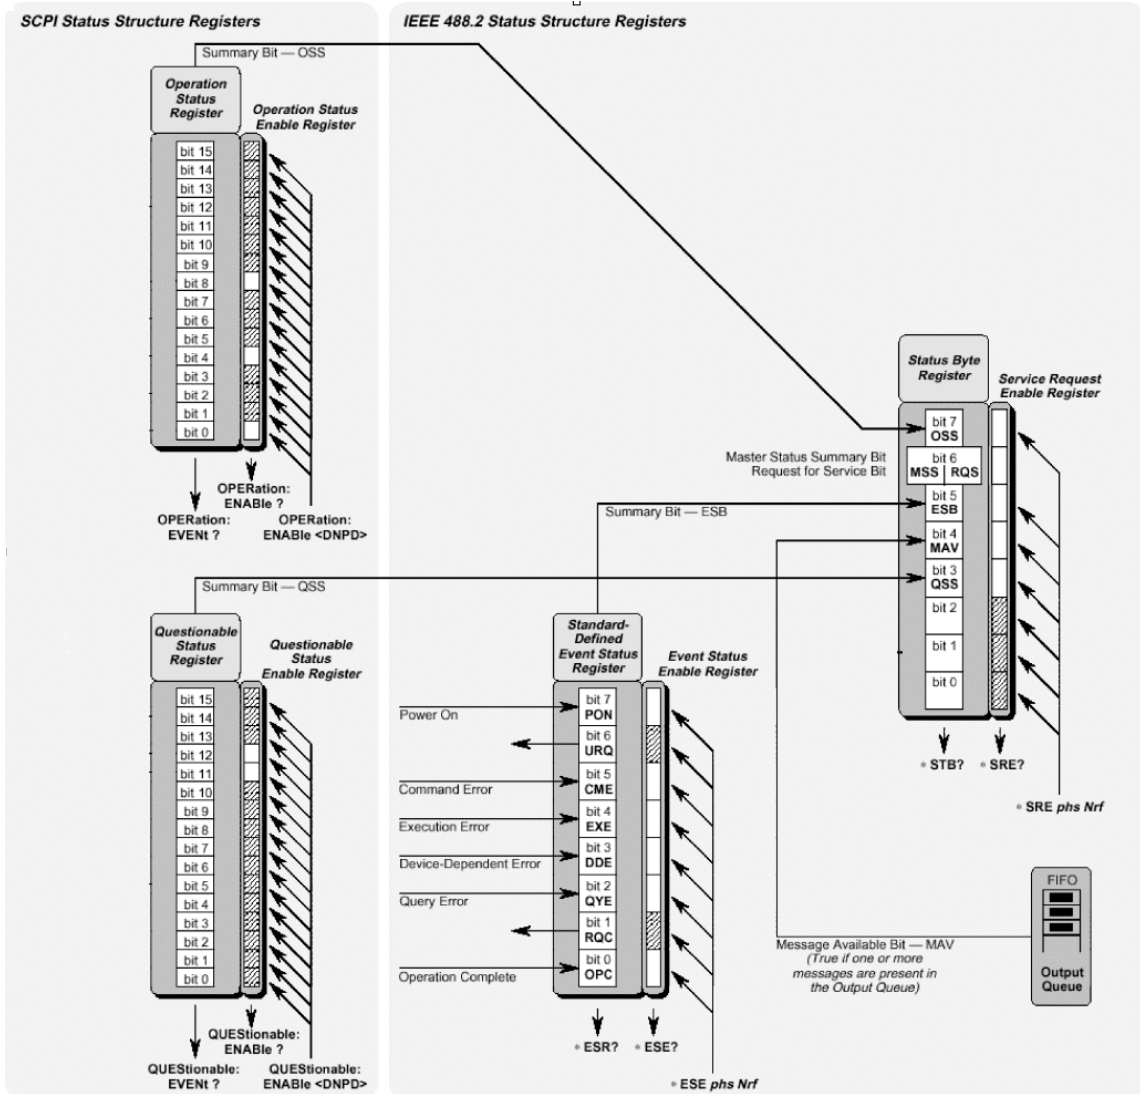 SCPI Status Structure Registers
IEEE 488.2 Status Structure Registers
Summary Bit — OSS
Operation
Status
Register
Operation Status
Enable Register
bit 15
bit 14
bit 13
bit 12
bit 11
bit 10
bit 9
bit 8
bit 7
bit 6
bit 5
bit 4
bit 3
bit 2
bit 1
bit 0
OPERation:
ENABle ?
OPERation:
EVENt ?
OPERation:
ENABle <DNPD>
Summary Bit — QSS
Questionable
Status
Register
Questionable
Status
Enable Register
bit 15
bit 14
bit 13
bit 12
bit 11
bit 10
bit 9
bit 8
bit 7
bit 6
bit 5
bit 4
bit 3
bit 2
bit 1
bit 0
QUEStionable:
ENABle ?
QUEStionable:
EVENt ?
QUEStionable:
ENABle <DNPD>
Summary Bit — ESB
Standard-
Defined
Event Status
Register
Event Status
Enable Register
Power On
Command Error
Execution Error
Device-Dependent Error
Query Error
Operation Complete
bit 7
PON
bit 6
URQ
bit 5
CME
bit 4
EXE
bit 3
DDE
bit 2
QYE
bit 1
RQC
bit 0
OPC
* ESR?
* ESE?
* ESE phs Nrf
Status Byte
Register
Service Request
Enable Register
Master Status Summary Bit
Request for Service Bit
bit 7
OSS
bit 6
MSS | RQS
bit 5
ESB
bit 4
MAV
bit 3
QSS
bit 2
bit 1
bit 0
* STB?
* SRE?
* SRE phs Nrf
Message Available Bit — MAV
(True if one or more
messages are present in
the Output Queue)
FIFO
Output
Queue